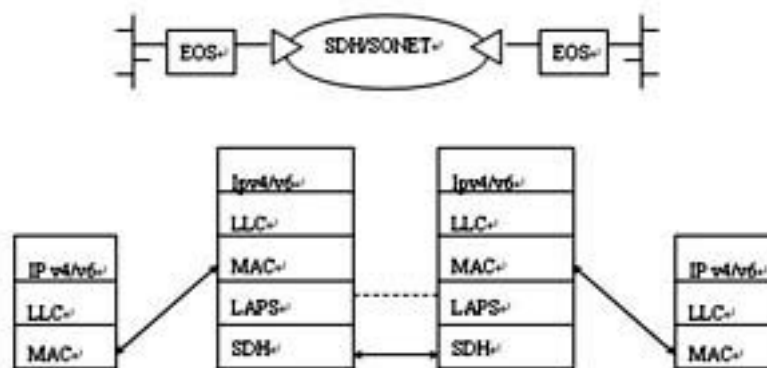 EOS
SDH/SONET
EOS
IP v4/v6
LLC
MAC
Ipv4/v6
LLC
MAC
LAPS
SDH
Ipv4/v6
LLC
MAC
LAPS
SDH
IP v4/v6
LLC
MAC